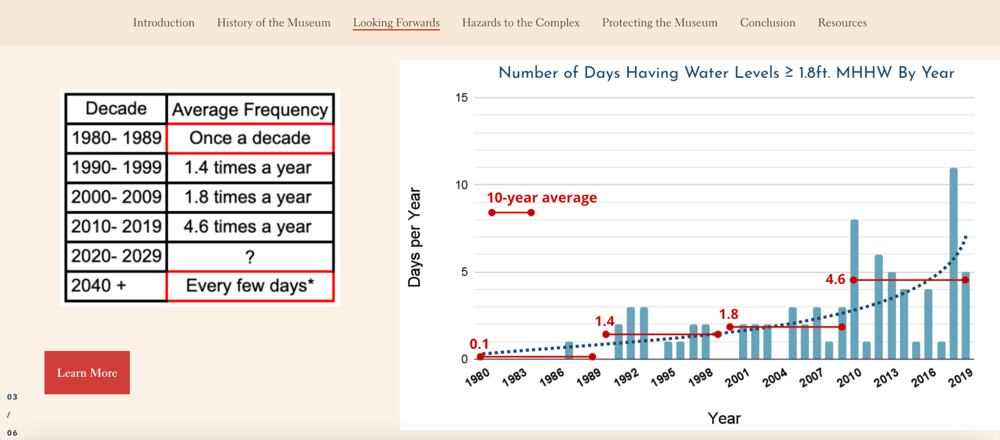 Introduction History of the Museum Looking Forwards Hazards to the Complex Protecting the Museum Conclusion Resources
Decade Average Frequency
1980- 1989 Once a decade
1990- 1999 1.4 times a year
2000- 2009 1.8 times a year
2010- 2019 4.6 times a year
2020- 2029 ?
2040 + Every few days*
Learn More
03
/
06
Number of Days Having Water Levels ≥ 1.8ft. MHHW By Year
Days per Year
15
10
5
0
10-year average
0.1
1.4
1.8
4.6
1980 1983 1986 1989 1992 1995 1998 2001 2004 2007 2010 2013 2016 2019
Year